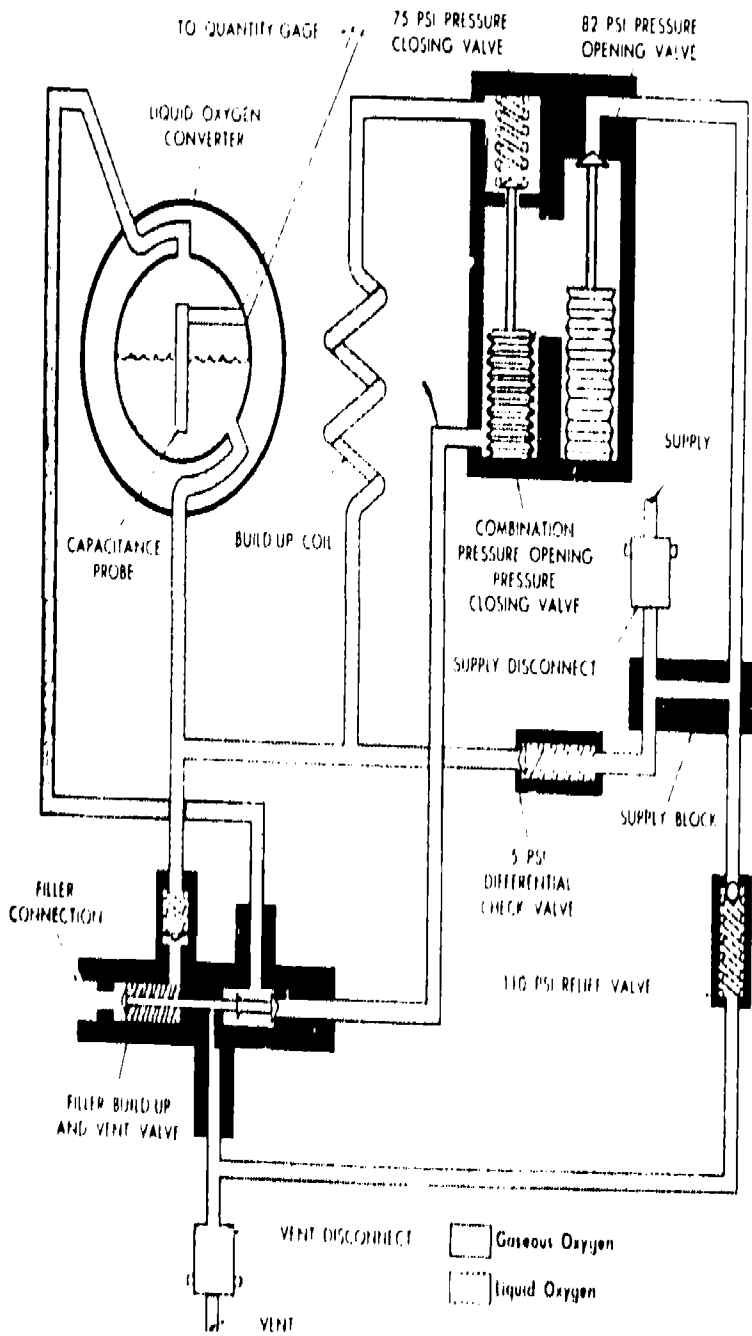 TO QUANTITY GAGE
75 PSI PRESSURE
CLOSING VALVE
82 PSI PRESSURE
OPENING VALVE
LIQUID OXYGEN
CONVERTER
SUPPLY
CAPACITANCE
PROBE
BUILD UP COIL
COMBINATION
PRESSURE OPENING
PRESSURE
CLOSING VALVE
SUPPLY DISCONNECT
SUPPLY BLOCK
FILLER
CONNECTION
5 PSI
DIFFERENTIAL
CHECK VALVE
110 PSI RELIEF VALVE
FILLER BUILD UP
AND VENT VALVE
VENT DISCONNECT
Gaseous Oxygen
Liquid Oxygen
VENT